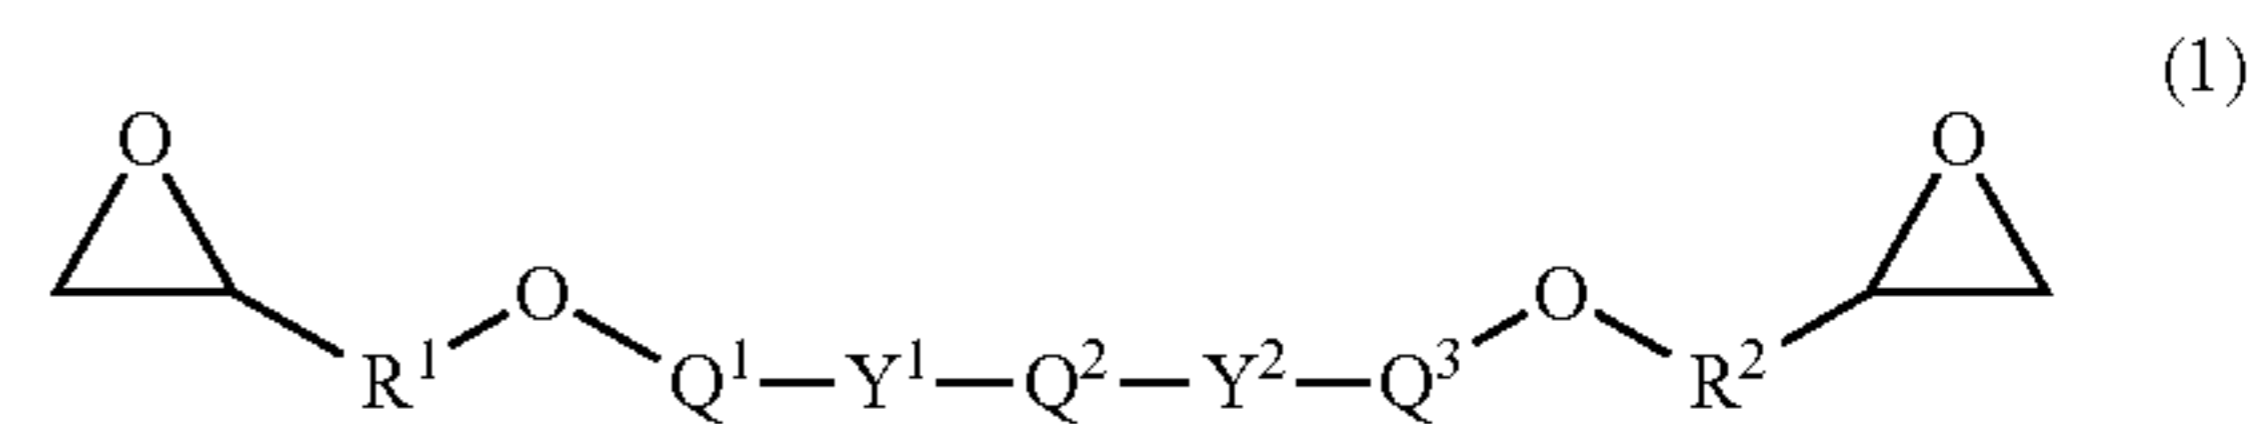 (1)
O O
O O
R¹ Q¹—Y¹—Q²—Y²—Q³ R²